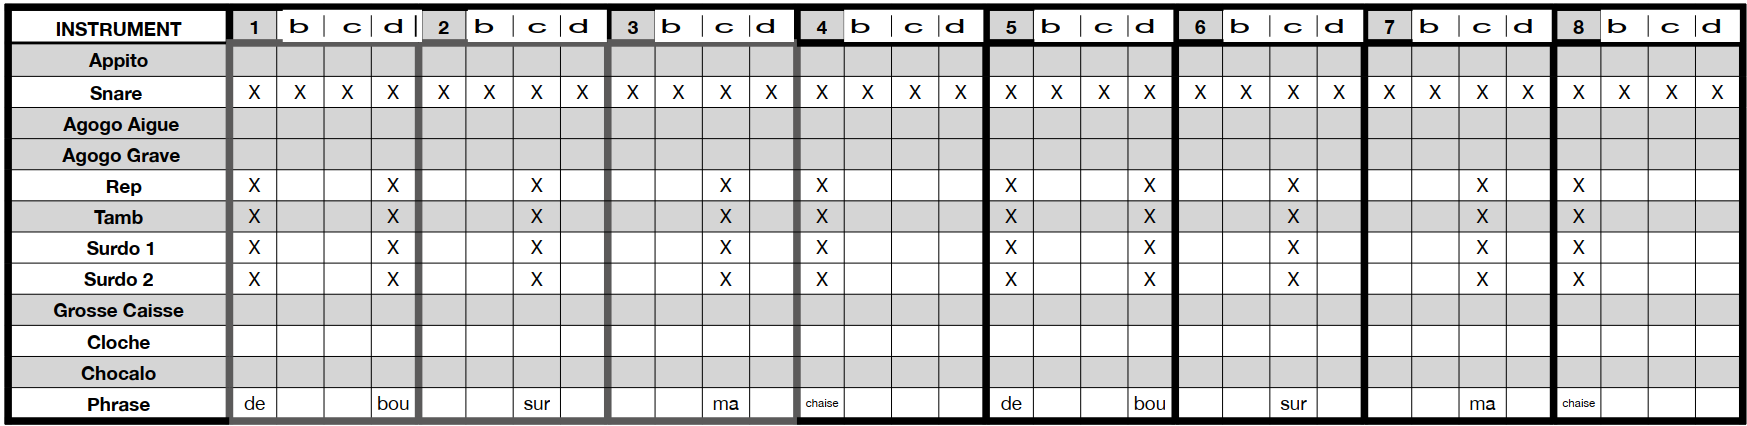 INSTRUMENT 1 b c d 2 b c d 3 b c d 4 b c d 5 b c d 6 b c d 7 b c d 8 b c d
Appito
Snare X X X X X X X X X X X X X X X X X X X X X X X X X X X X X X X X
Agogo Aigue
Agogo Grave
Rep X X X X X X X X X X
Tamb X X X X X X X X X X
Surdo 1 X X X X X X X X X X
Surdo 2 X X X X X X X X X X
Grosse Caisse
Cloche
Chocalo
Phrase de bou sur ma chaise de bou sur ma chaise